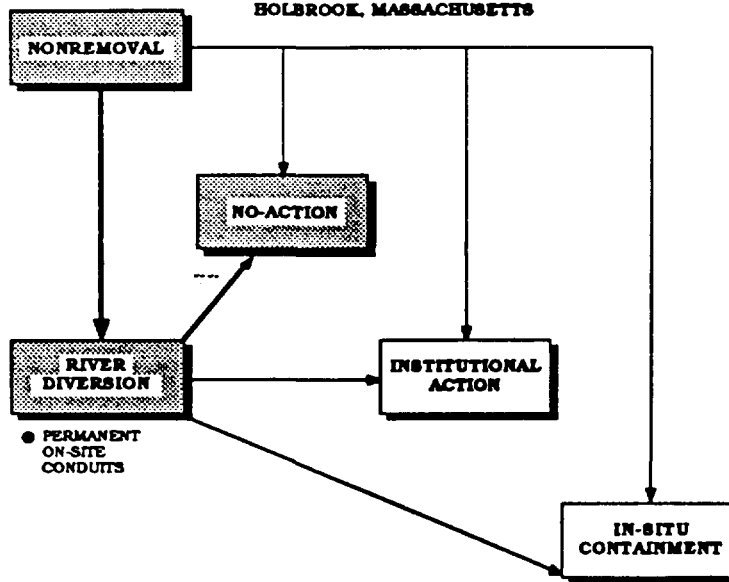 HOLBROOK, MASSACHUSETTS
NONREMOVAL
NO-ACTION
RIVER
DIVERSION
INSTITUTIONAL
ACTION
● PERMANENT
ON-SITE
CONDUITS
IN-SITU
CONTAINMENT